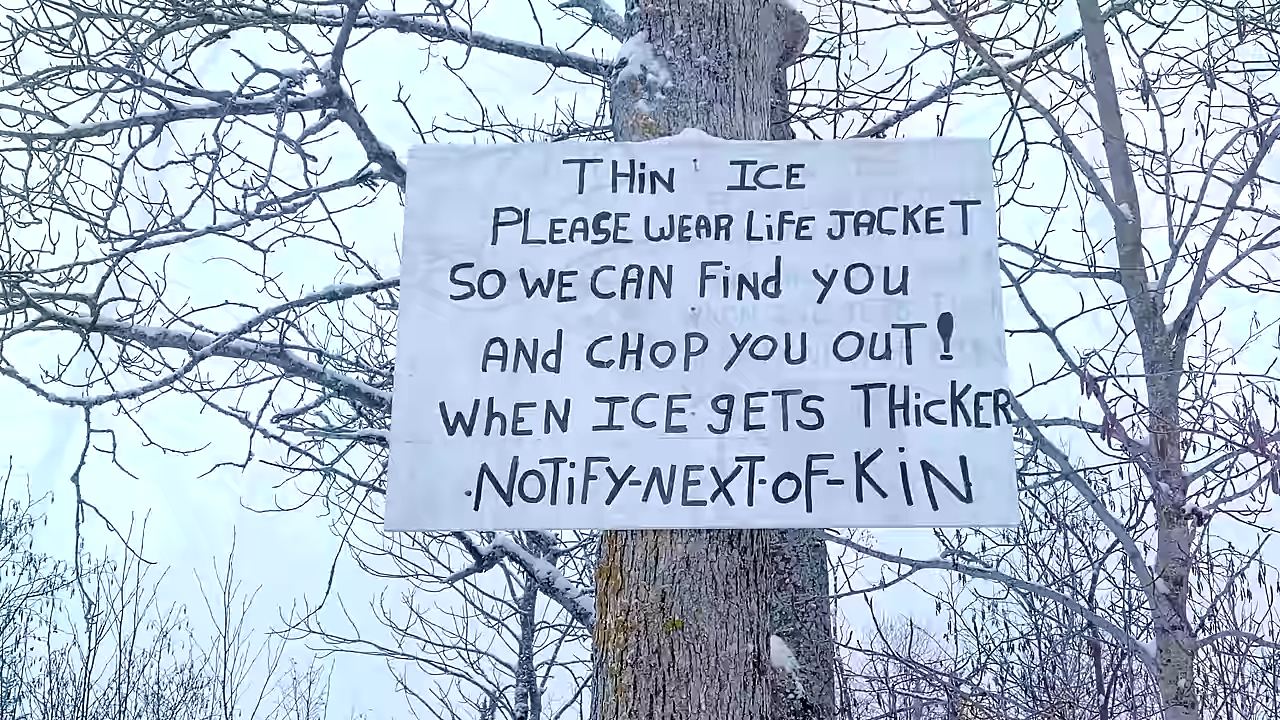 THiN ICE
PLEASE WEAR LiFE JACKET
SO WE CAN Find YOU
ANd CHOP YOU OUT!
WhEN ICE gETS THicKER
·NOTiFY-NEXT-OF-KiN